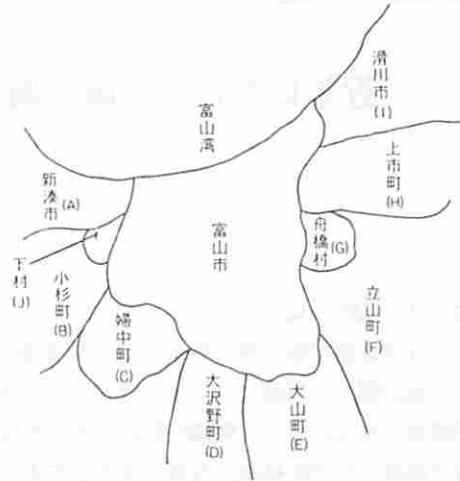 滑川市(I)
富山湾
上市町(H)
新湊市(A)
富山市
舟橋村(G)
下村(J)
小杉町(B)
婦中町(C)
立山町(F)
大沢野町(D)
大山町(E)